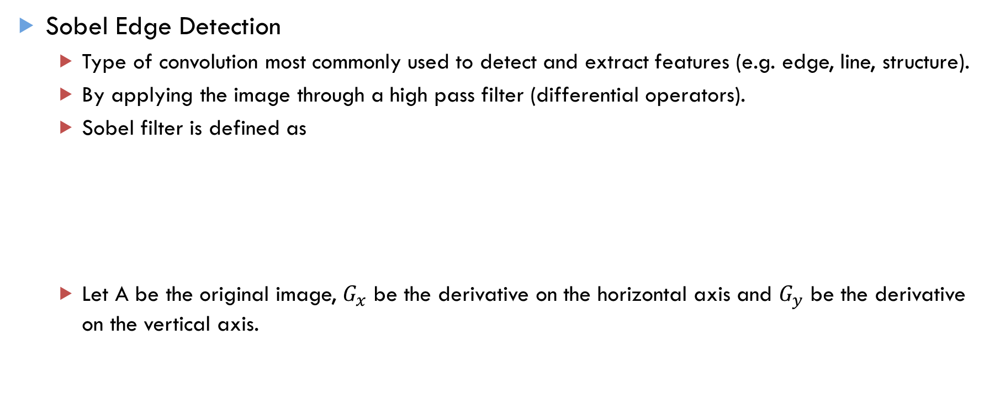 Sobel Edge Detection
Type of convolution most commonly used to detect and extract features (e.g. edge, line, structure).
By applying the image through a high pass filter (differential operators).
Sobel filter is defined as
Let A be the original image, Gₓ be the derivative on the horizontal axis and G_y be the derivative
on the vertical axis.